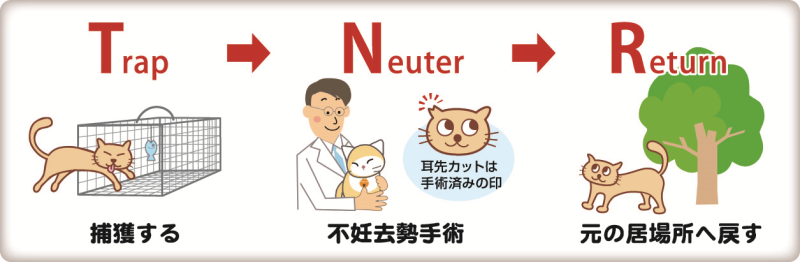 Trap
Neuter
Return
耳先カットは
手術済みの印
捕獲する
不妊去勢手術
元の居場所へ戻す